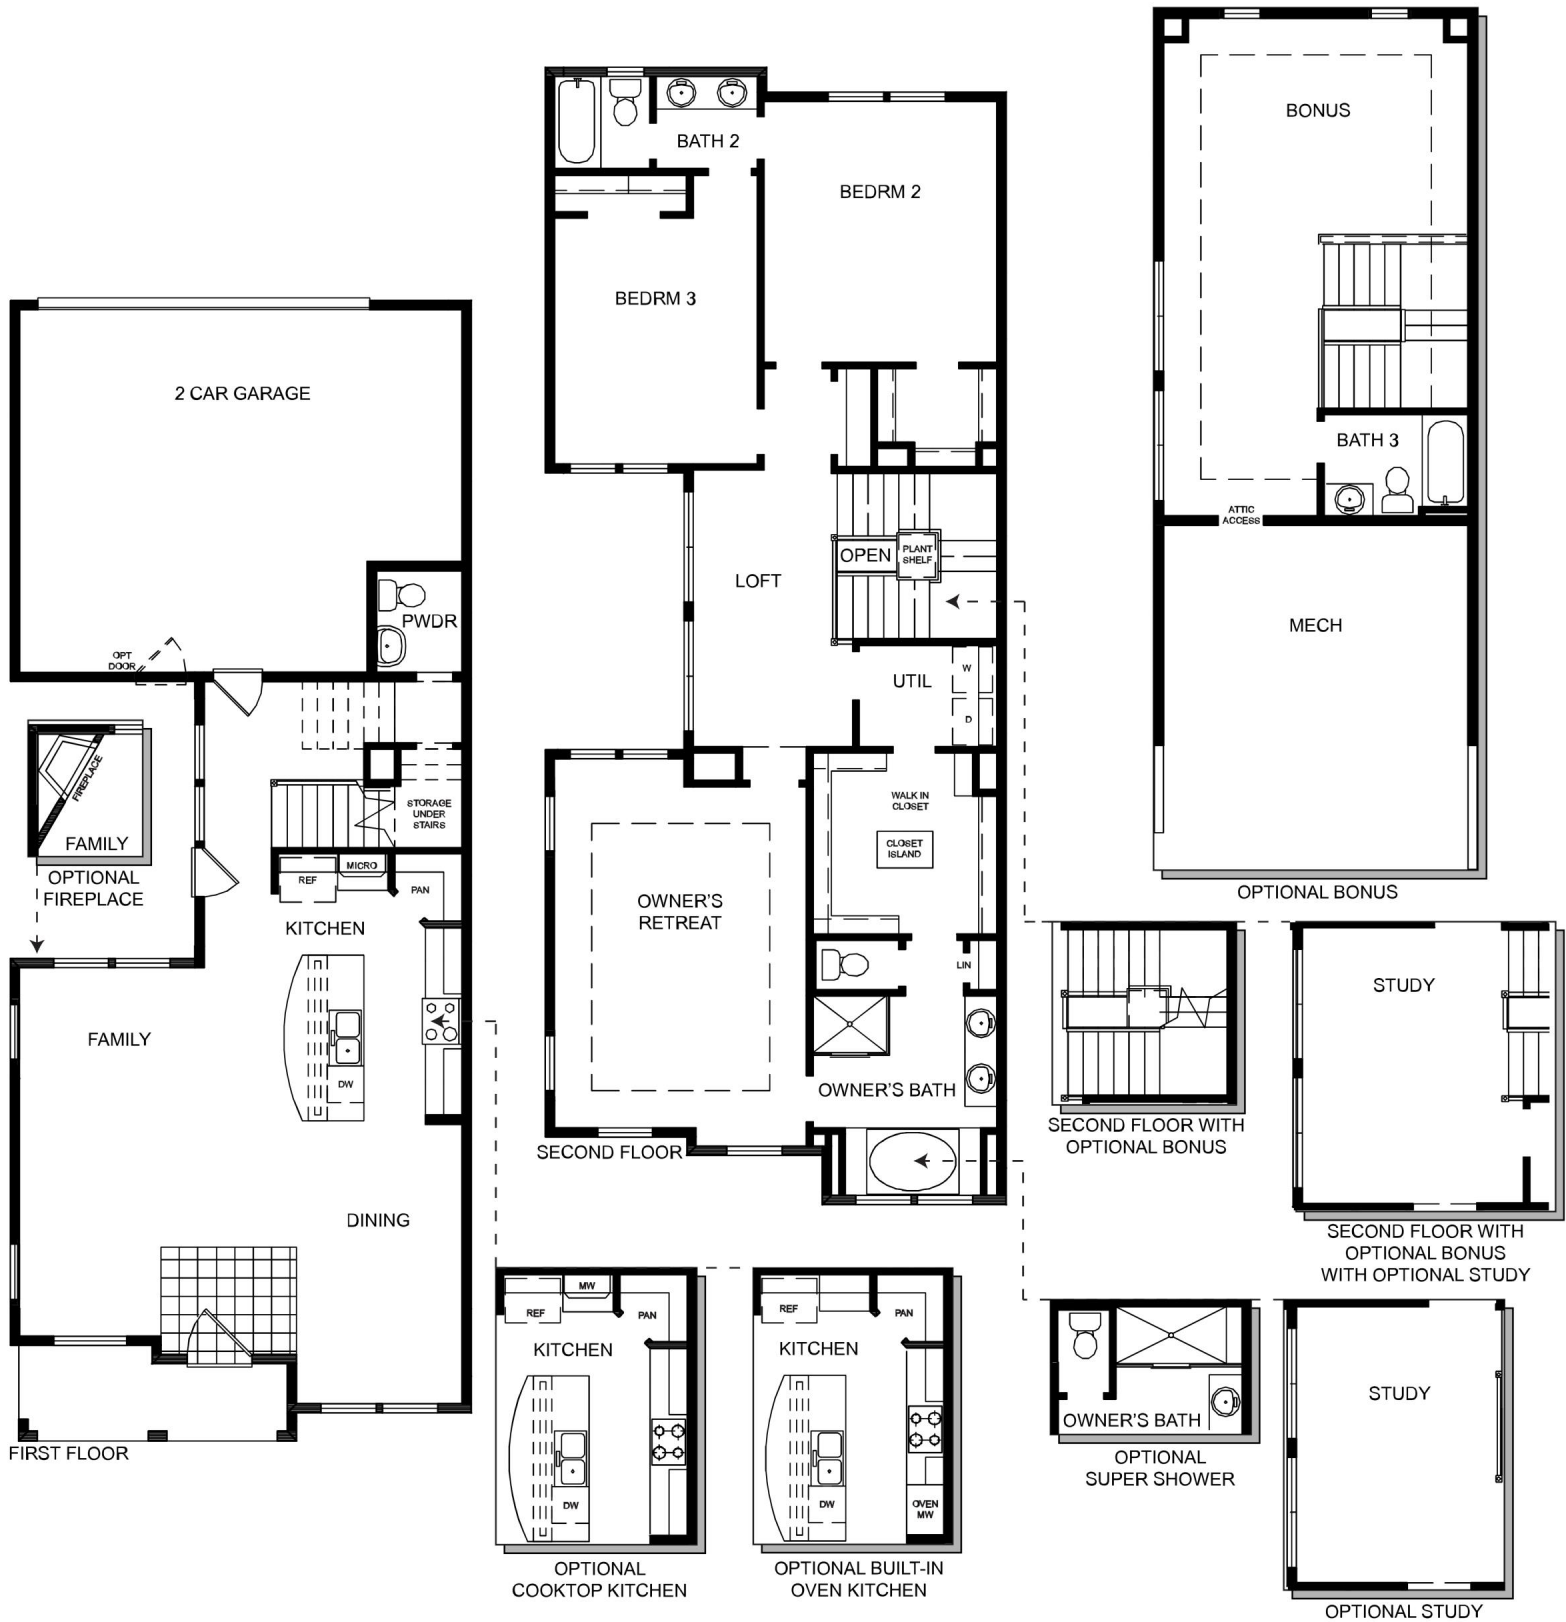 2 CAR GARAGE
PWDR
OPT
DOOR
FIREPLACE
FAMILY
OPTIONAL
FIREPLACE
STORAGE
UNDER
STAIRS
REF
MICRO
PAN
KITCHEN
DW
FAMILY
DINING
FIRST FLOOR
BATH 2
BEDRM 2
BEDRM 3
OPEN
PLANT
SHELF
LOFT
UTIL
W
D
WALK IN
CLOSET
CLOSET
ISLAND
OWNER'S
RETREAT
LIN
OWNER'S BATH
SECOND FLOOR
BONUS
BATH 3
ATTIC
ACCESS
MECH
OPTIONAL BONUS
SECOND FLOOR WITH
OPTIONAL BONUS
STUDY
SECOND FLOOR WITH
OPTIONAL BONUS
WITH OPTIONAL STUDY
MW
REF
PAN
KITCHEN
DW
OPTIONAL
COOKTOP KITCHEN
REF
PAN
KITCHEN
DW
OVEN
MW
OPTIONAL BUILT-IN
OVEN KITCHEN
OWNER'S BATH
OPTIONAL
SUPER SHOWER
STUDY
OPTIONAL STUDY